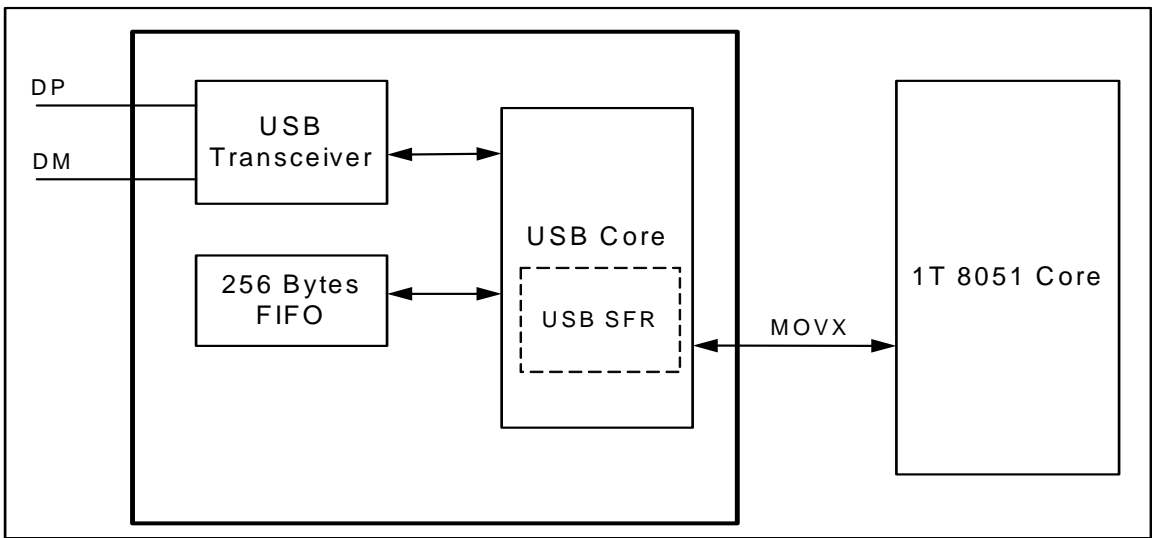 DP
DM
USB
Transceiver
256 Bytes
FIFO
USB Core
USB SFR
MOVX
1T 8051 Core